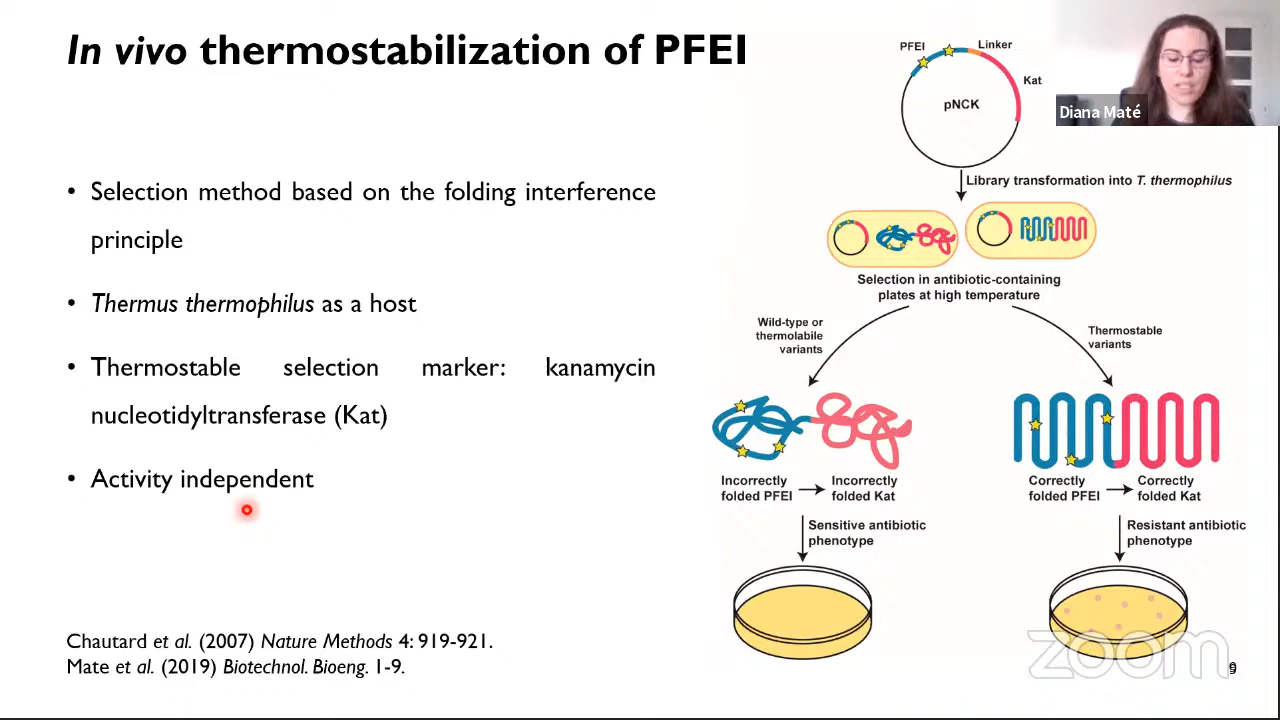 In vivo thermostabilization of PFEI
• Selection method based on the folding interference
principle
• Thermus thermophilus as a host
• Thermostable selection marker: kanamycin
nucleotidyltransferase (Kat)
• Activity independent
Chautard et al. (2007) Nature Methods 4: 919-921.
Mate et al. (2019) Biotechnol. Bioeng. 1-9.
PFEI
Linker
Kat
pNCK
Diana Maté
Library transformation into T. thermophilus
Selection in antibiotic-containing
plates at high temperature
Wild-type or
thermolabile
variants
Thermostable
variants
Incorrectly
folded PFEI
Incorrectly
folded Kat
Correctly
folded PFEI
Correctly
folded Kat
Sensitive antibiotic
phenotype
Resistant antibiotic
phenotype
zoom